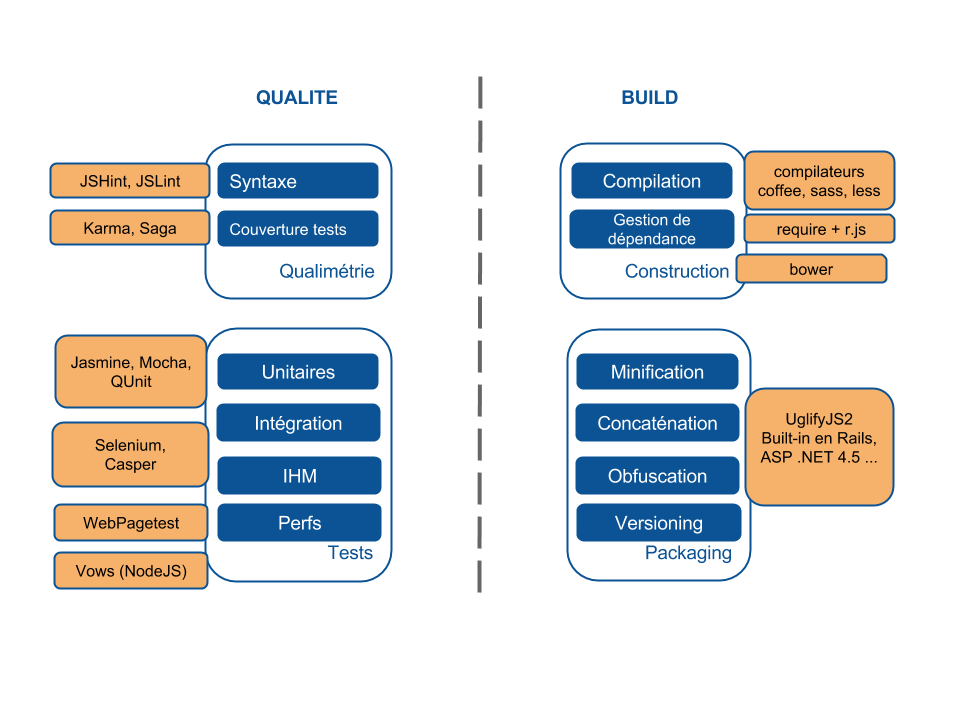 QUALITE
JSHint, JSLint
Syntaxe
Karma, Saga
Couverture tests
Qualimétrie
Jasmine, Mocha,
QUnit
Unitaires
Intégration
Selenium,
Casper
IHM
WebPagetest
Perfs
Tests
Vows (NodeJS)
BUILD
Compilation
compilateurs
coffee, sass, less
Gestion de
dépendance
require + r.js
Construction
bower
Minification
Concaténation
UglifyJS2
Built-in en Rails,
ASP .NET 4.5 ...
Obfuscation
Versioning
Packaging